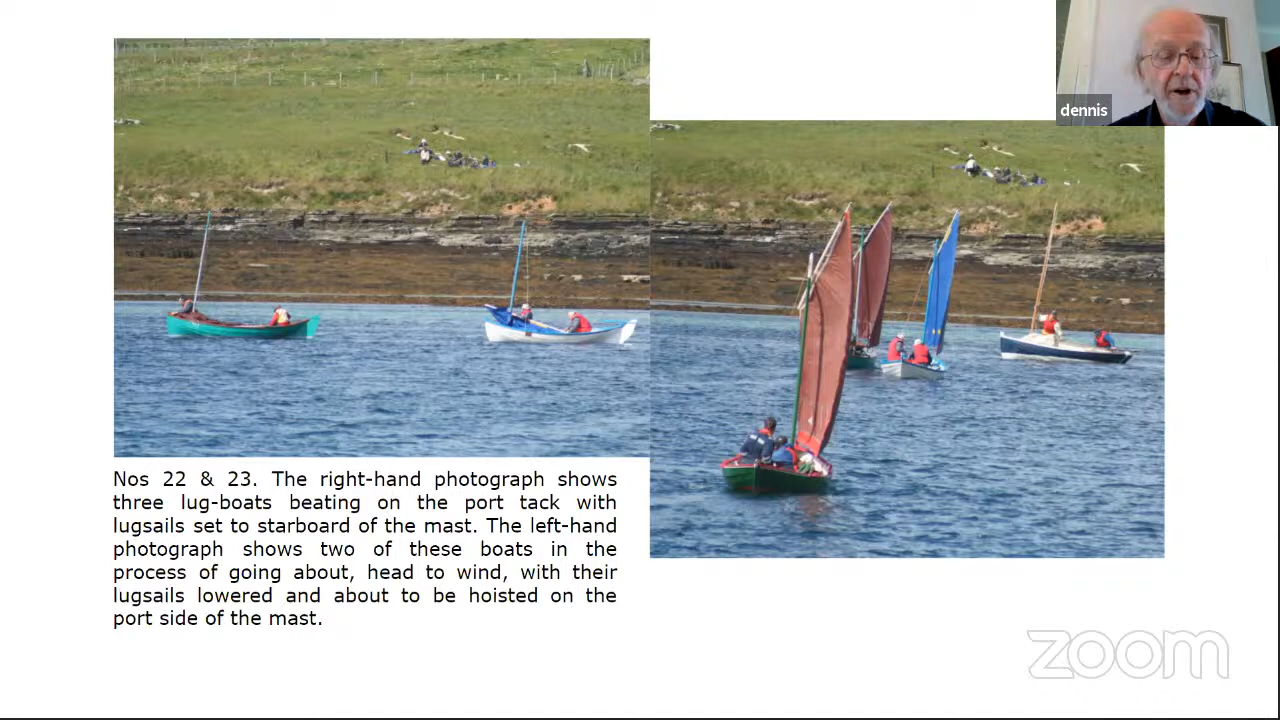 dennis
Nos 22 & 23. The right-hand photograph shows
three lug-boats beating on the port tack with
lugsails set to starboard of the mast. The left-hand
photograph shows two of these boats in the
process of going about, head to wind, with their
lugsails lowered and about to be hoisted on the
port side of the mast.
zoom